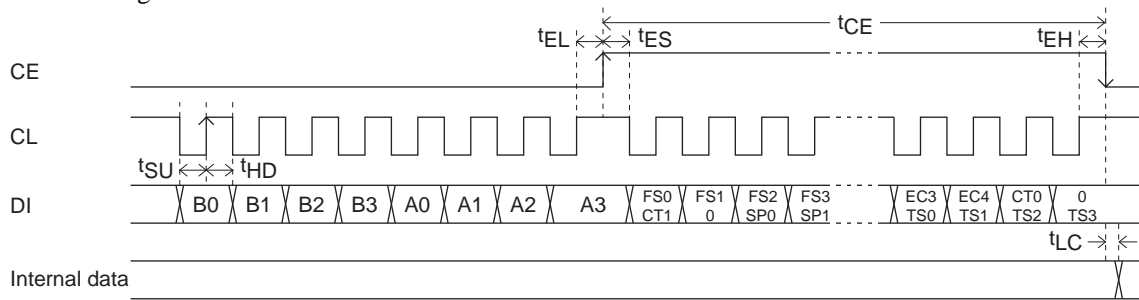 tCE
tEL tES tEH
CE
CL
tSU tHD
DI B0 B1 B2 B3 A0 A1 A2 A3 FS0 FS1 FS2 FS3 EC3 EC4 CT0 0
CT1 0 SP0 SP1 TS0 TS1 TS2 TS3
tLC
Internal data